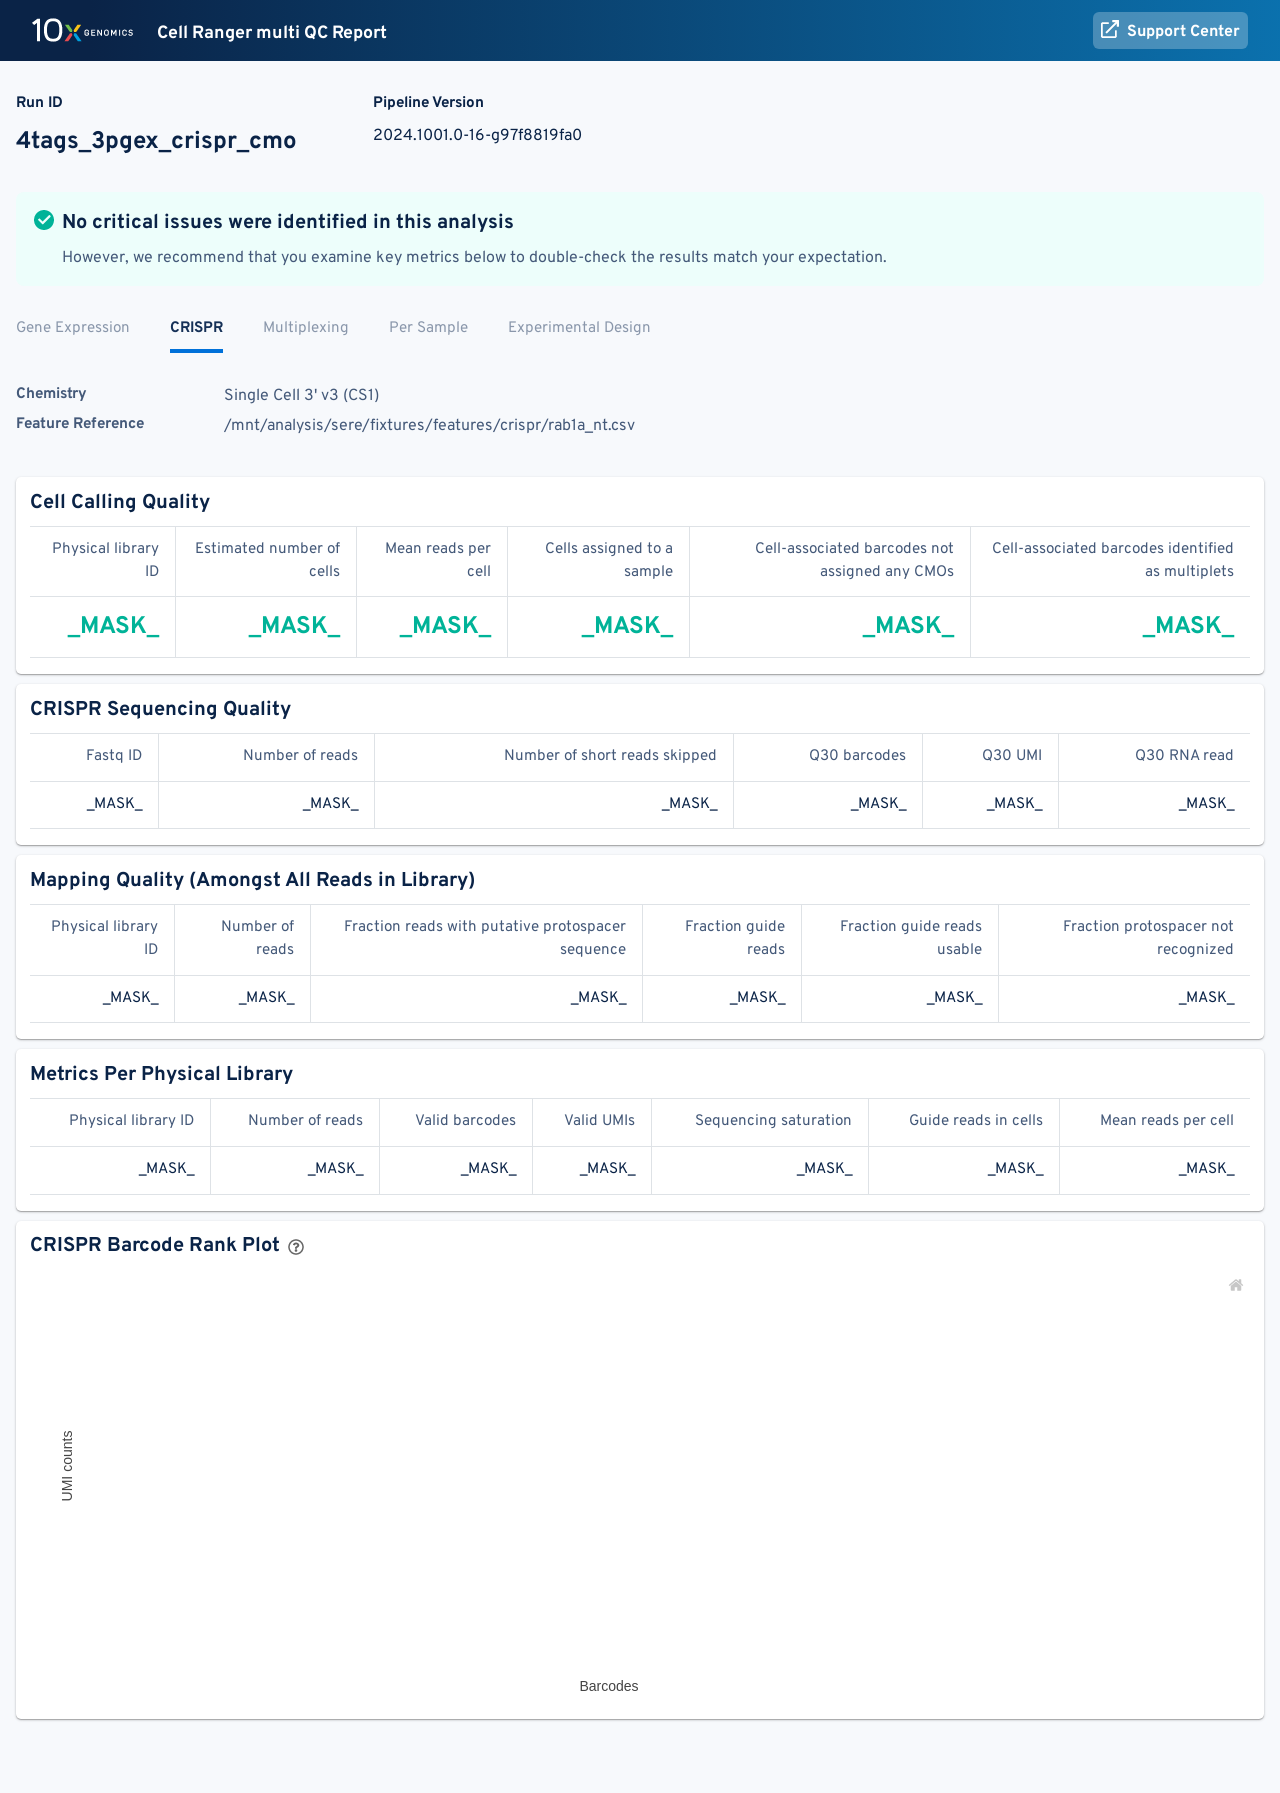 10x GENOMICS Cell Ranger multi QC Report Support Center
Run ID Pipeline Version
4tags_3pgex_crispr_cmo 2024.1001.0-16-g97f8819fa0
No critical issues were identified in this analysis
However, we recommend that you examine key metrics below to double-check the results match your expectation.
Gene Expression CRISPR Multiplexing Per Sample Experimental Design
Chemistry Single Cell 3' v3 (CS1)
Feature Reference /mnt/analysis/sere/fixtures/features/crispr/rab1a_nt.csv
Cell Calling Quality
Physical library ID Estimated number of cells Mean reads per cell Cells assigned to a sample Cell-associated barcodes not assigned any CMOs Cell-associated barcodes identified as multiplets
_MASK_ _MASK_ _MASK_ _MASK_ _MASK_ _MASK_
CRISPR Sequencing Quality
Fastq ID Number of reads Number of short reads skipped Q30 barcodes Q30 UMI Q30 RNA read
_MASK_ _MASK_ _MASK_ _MASK_ _MASK_ _MASK_
Mapping Quality (Amongst All Reads in Library)
Physical library ID Number of reads Fraction reads with putative protospacer sequence Fraction guide reads Fraction guide reads usable Fraction protospacer not recognized
_MASK_ _MASK_ _MASK_ _MASK_ _MASK_ _MASK_
Metrics Per Physical Library
Physical library ID Number of reads Valid barcodes Valid UMIs Sequencing saturation Guide reads in cells Mean reads per cell
_MASK_ _MASK_ _MASK_ _MASK_ _MASK_ _MASK_ _MASK_
CRISPR Barcode Rank Plot
UMI counts
Barcodes